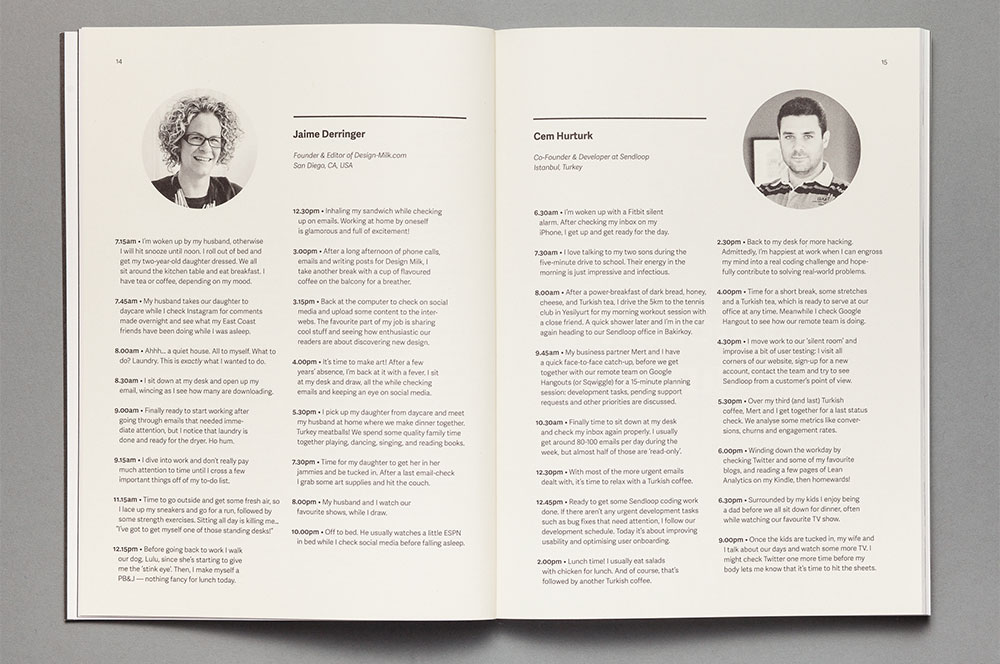 14
Jaime Derringer
Founder & Editor of Design-Milk.com
San Diego, CA, USA
7.15am • I'm woken up by my husband, otherwise
I will hit snooze until noon. I roll out of bed and
get my two-year-old daughter dressed. We all
sit around the kitchen table and eat breakfast. I
have tea or coffee, depending on my mood.
7.45am • My husband takes our daughter to
daycare while I check Instagram for comments
made overnight and see what my East Coast
friends have been doing while I was asleep.
8.00am • Ahhh... a quiet house. All to myself. What to
do? Laundry. This is exactly what I wanted to do.
8.30am • I sit down at my desk and open up my
email, wincing as I see how many are downloading.
9.00am • Finally ready to start working after
going through emails that needed imme-
diate attention, but I notice that laundry is
done and ready for the dryer. Ho hum.
9.15am • I dive into work and don't really pay
much attention to time until I cross a few
important things off of my to-do list.
11.15am • Time to go outside and get some fresh air, so
I lace up my sneakers and go for a run, followed by
some strength exercises. Sitting all day is killing me...
"I've got to get myself one of those standing desks!"
12.15pm • Before going back to work I walk
our dog, Lulu, since she's starting to give
me the 'stink eye'. Then, I make myself a
PB&J — nothing fancy for lunch today.
12.30pm • Inhaling my sandwich while checking
up on emails. Working at home by oneself
is glamorous and full of excitement!
3.00pm • After a long afternoon of phone calls,
emails and writing posts for Design Milk, I
take another break with a cup of flavoured
coffee on the balcony for a breather.
3.15pm • Back at the computer to check on social
media and upload some content to the inter-
webs. The favourite part of my job is sharing
cool stuff and seeing how enthusiastic our
readers are about discovering new design.
4.00pm • It's time to make art! After a few
years' absence, I'm back at it with a fever. I sit
at my desk and draw, all the while checking
emails and keeping an eye on social media.
5.30pm • I pick up my daughter from daycare and meet
my husband at home where we make dinner together.
Turkey meatballs! We spend some quality family time
together playing, dancing, singing, and reading books.
7.30pm • Time for my daughter to get her in her
jammies and be tucked in. After a last email-check
I grab some art supplies and hit the couch.
8.00pm • My husband and I watch our
favourite shows, while I draw.
10.00pm • Off to bed. He usually watches a little ESPN
in bed while I check social media before falling asleep.
15
Cem Hurturk
Co-Founder & Developer at Sendloop
Istanbul, Turkey
6.30am • I'm woken up with a Fitbit silent
alarm. After checking my inbox on my
iPhone, I get up and get ready for the day.
7.30am • I love talking to my two sons during the
five-minute drive to school. Their energy in the
morning is just impressive and infectious.
8.00am • After a power-breakfast of dark bread, honey,
cheese, and Turkish tea, I drive the 5km to the tennis
club in Yesilyurt for my morning workout session with
a close friend. A quick shower later and I'm in the car
again heading to our Sendloop office in Bakirkoy.
9.45am • My business partner Mert and I have
a quick face-to-face catch-up, before we get
together with our remote team on Google
Hangouts (or Sqwiggle) for a 15-minute planning
session; development tasks, pending support
requests and other priorities are discussed.
10.30am • Finally time to sit down at my desk
and check my inbox again properly. I usually
get around 80-100 emails per day during the
week, but almost half of those are 'read-only'.
12.30pm • With most of the more urgent emails
dealt with, it's time to relax with a Turkish coffee.
12.45pm • Ready to get some Sendloop coding work
done. If there aren't any urgent development tasks
such as bug fixes that need attention, I follow our
development schedule. Today it's about improving
usability and optimising user onboarding.
2.00pm • Lunch time! I usually eat salads
with chicken for lunch. And of course, that's
followed by another Turkish coffee.
2.30pm • Back to my desk for more hacking.
Admittedly, I'm happiest at work when I can engross
my mind into a real coding challenge and hope-
fully contribute to solving real-world problems.
4.00pm • Time for a short break, some stretches
and a Turkish tea, which is ready to serve at our
office at any time. Meanwhile I check Google
Hangout to see how our remote team is doing.
4.30pm • I move work to our 'silent room' and
improvise a bit of user testing: I visit all
corners of our website, sign-up for a new
account, contact the team and try to see
Sendloop from a customer's point of view.
5.30pm • Over my third (and last) Turkish
coffee, Mert and I get together for a last status
check. We analyse some metrics like conver-
sions, churns and engagement rates.
6.00pm • Winding down the workday by
checking Twitter and some of my favourite
blogs, and reading a few pages of Lean
Analytics on my Kindle, then homewards!
6.30pm • Surrounded by my kids I enjoy being
a dad before we all sit down for dinner, often
while watching our favourite TV show.
9.00pm • Once the kids are tucked in, my wife and
I talk about our days and watch some more TV. I
might check Twitter one more time before my
body lets me know that it's time to hit the sheets.